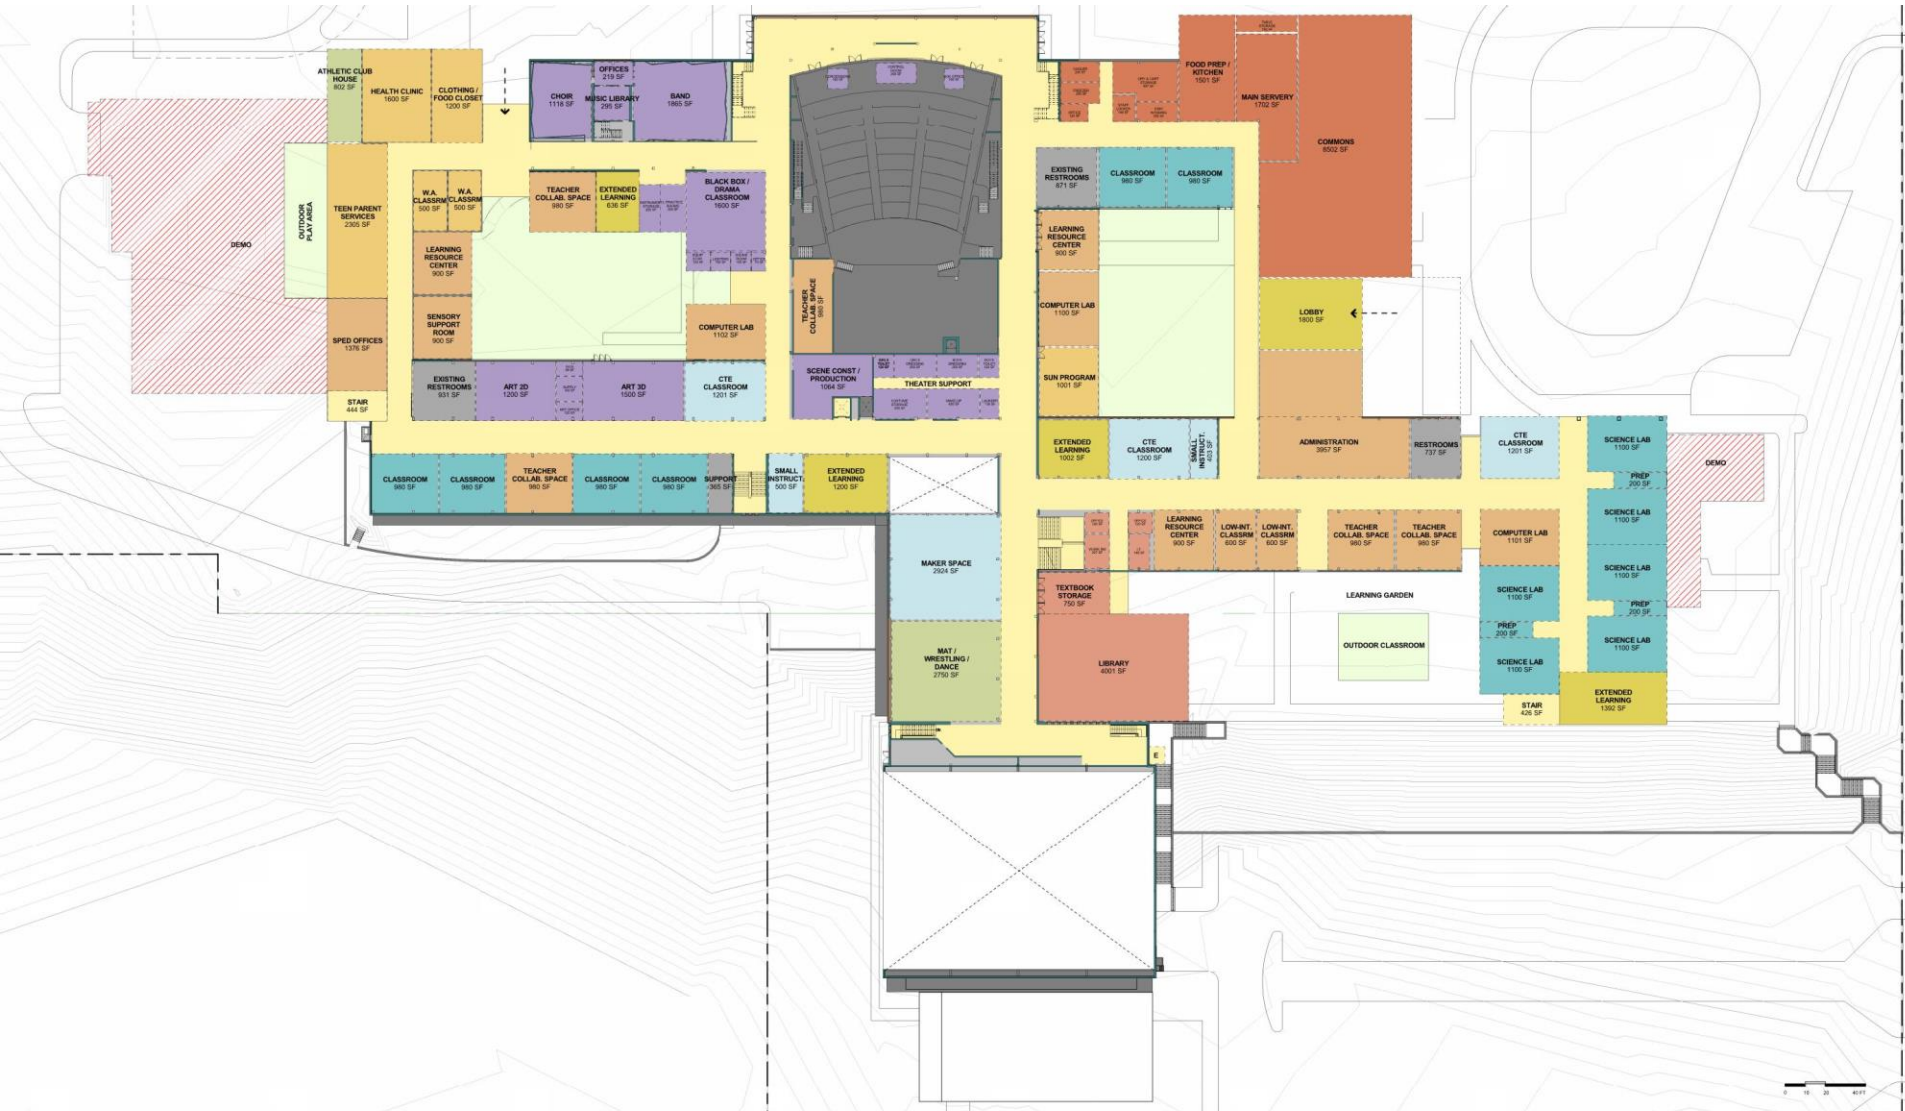 ATHLETIC CLUB
HOUSE
802 SF
HEALTH CLINIC
1600 SF
CLOTHING /
FOOD CLOSET
1200 SF
CHOIR
1118 SF
OFFICES
219 SF
MUSIC LIBRARY
295 SF
BAND
1865 SF
FOOD PREP /
KITCHEN
1501 SF
MAIN SERVERY
1702 SF
COMMONS
8502 SF
OUTDOOR
PLAY AREA
DEMO
TEEN PARENT
SERVICES
2305 SF
W.A.
CLASSRM
500 SF
W.A.
CLASSRM
500 SF
TEACHER
COLLAB. SPACE
980 SF
EXTENDED
LEARNING
636 SF
BLACK BOX /
DRAMA
CLASSROOM
1600 SF
EXISTING
RESTROOMS
871 SF
CLASSROOM
980 SF
CLASSROOM
980 SF
LEARNING
RESOURCE
CENTER
900 SF
LEARNING
RESOURCE
CENTER
900 SF
SENSORY
SUPPORT
ROOM
900 SF
SPED OFFICES
1376 SF
COMPUTER LAB
1102 SF
TEACHER
COLLAB. SPACE
980 SF
COMPUTER LAB
1100 SF
LOBBY
1800 SF
STAIR
444 SF
EXISTING
RESTROOMS
931 SF
ART 2D
1200 SF
ART 3D
1500 SF
CTE
CLASSROOM
1201 SF
SCENE CONST /
PRODUCTION
1064 SF
THEATER SUPPORT
SUN PROGRAM
1001 SF
EXTENDED
LEARNING
1002 SF
CTE
CLASSROOM
1200 SF
SMALL
INSTRUCT.
403 SF
ADMINISTRATION
3957 SF
RESTROOMS
737 SF
CTE
CLASSROOM
1201 SF
SCIENCE LAB
1100 SF
DEMO
PREP
200 SF
CLASSROOM
980 SF
CLASSROOM
980 SF
TEACHER
COLLAB. SPACE
980 SF
CLASSROOM
980 SF
CLASSROOM
980 SF
SUPPORT
365 SF
SMALL
INSTRUCT.
500 SF
EXTENDED
LEARNING
1200 SF
LEARNING
RESOURCE
CENTER
900 SF
LOW-INT.
CLASSRM
600 SF
LOW-INT.
CLASSRM
600 SF
TEACHER
COLLAB. SPACE
980 SF
TEACHER
COLLAB. SPACE
980 SF
COMPUTER LAB
1101 SF
SCIENCE LAB
1100 SF
MAKER SPACE
2924 SF
TEXTBOOK
STORAGE
750 SF
LEARNING GARDEN
SCIENCE LAB
1100 SF
SCIENCE LAB
1100 SF
PREP
200 SF
PREP
200 SF
OUTDOOR CLASSROOM
SCIENCE LAB
1100 SF
MAT /
WRESTLING /
DANCE
2750 SF
LIBRARY
4001 SF
SCIENCE LAB
1100 SF
EXTENDED
LEARNING
1392 SF
STAIR
426 SF
E
0 10 20 40 FT